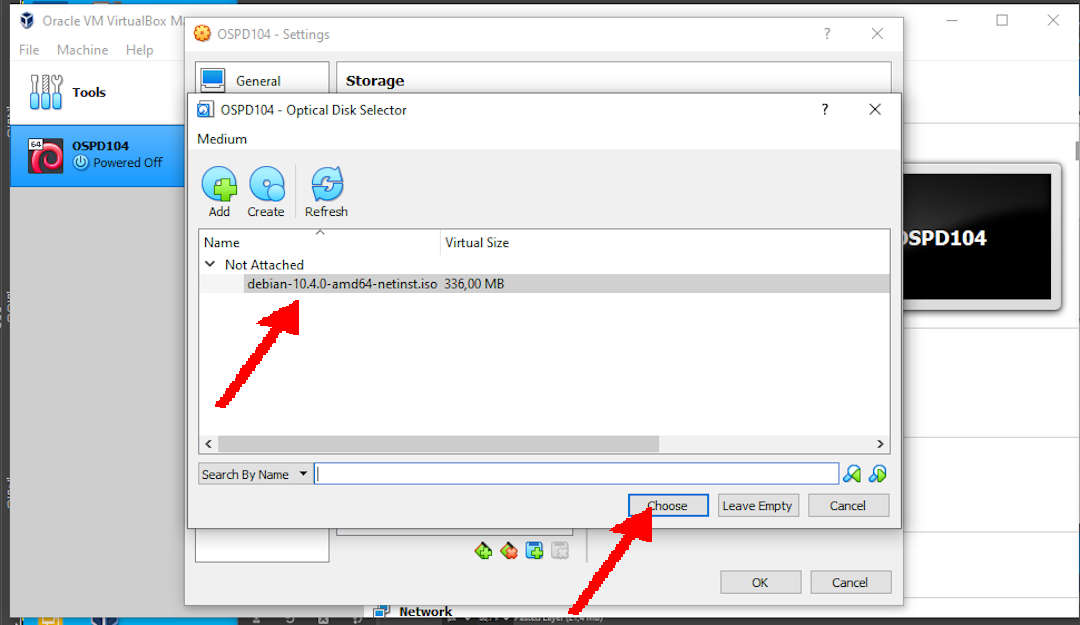 Oracle VM VirtualBox Ma
OSPD104 - Settings
?
File Machine Help
General
Storage
Tools
OSPD104 - Optical Disk Selector
?
Medium
64
OSPD104
Powered Off
Add Create Refresh
Name Virtual Size
OSPD104
Not Attached
debian-10.4.0-amd64-netinst.iso 336,00 MB
Search By Name
Choose Leave Empty Cancel
OK Cancel
Network